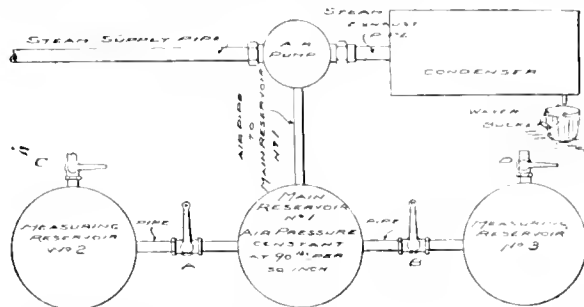 STEAM SUPPLY PIPE
AIR
PUMP
STEAM
EXHAUST
PIPE
CONDENSER
WATER
BUCKET
AIR PIPE
TO
MAIN RESERVOIR
Nº 1
C
D
MEASURING
RESERVOIR
Nº 2
PIPE
A
MAIN
RESERVOIR
Nº 1
AIR PRESSURE
CONSTANT
AT 90 LBS PER
SQ INCH
PIPE
B
MEASURING
RESERVOIR
Nº 3